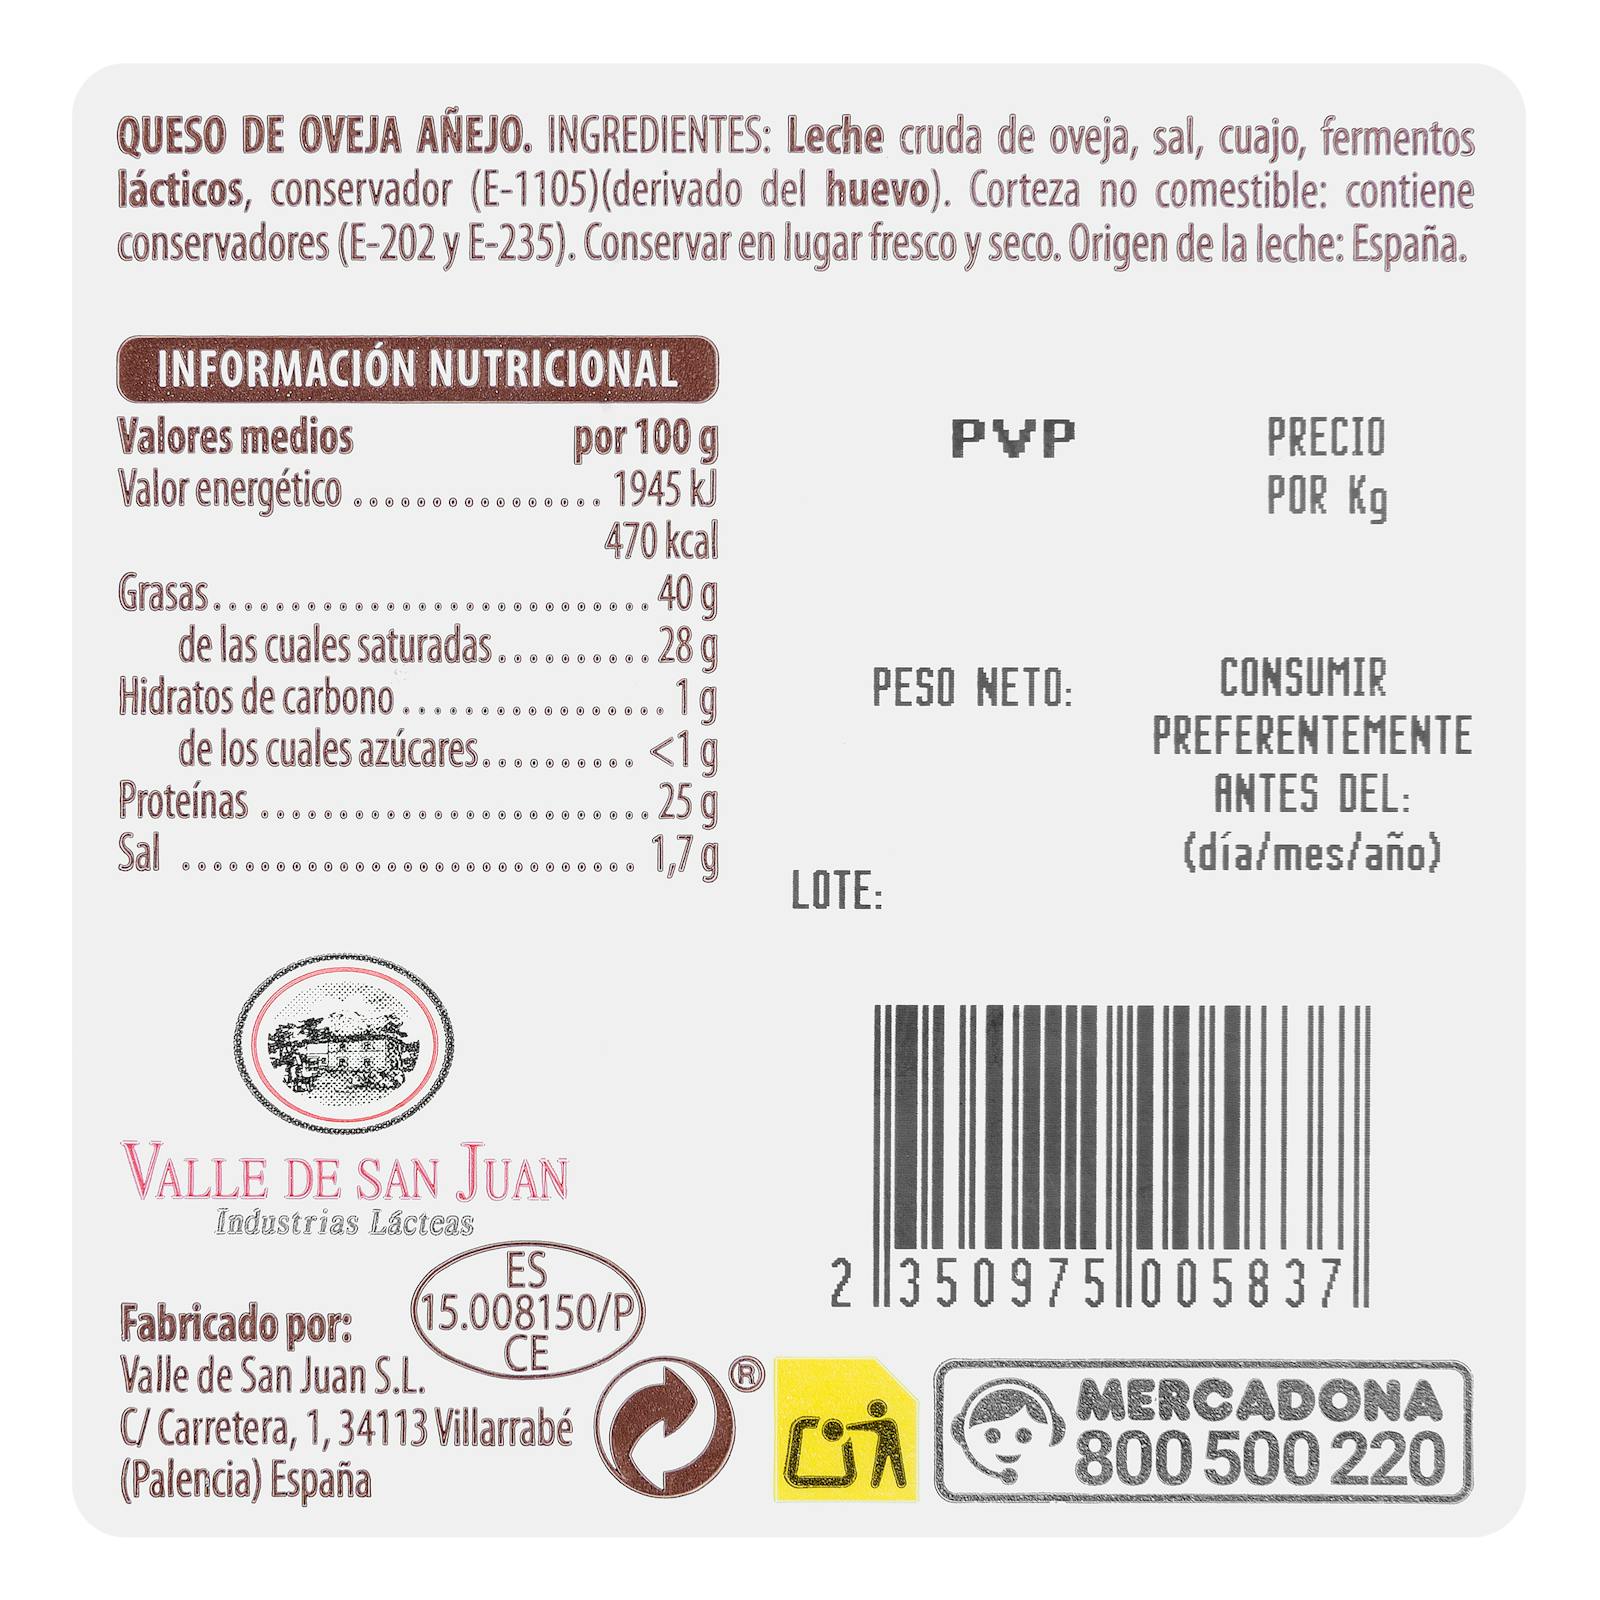 QUESO DE OVEJA AÑEJO. INGREDIENTES: Leche cruda de oveja, sal, cuajo, fermentos
lácticos, conservador (E-1105)(derivado del huevo). Corteza no comestible: contiene
conservadores (E-202 y E-235). Conservar en lugar fresco y seco. Origen de la leche: España.
INFORMACIÓN NUTRICIONAL
Valores medios por 100 g
Valor energético ................. 1945 kJ
470 kcal
Grasas............................ 40 g
de las cuales saturadas.......... 28 g
Hidratos de carbono ................. 1 g
de los cuales azúcares.......... <1 g
Proteínas ......................... 25 g
Sal .............................. 1,7 g
PVP
PRECIO
POR Kg
PESO NETO:
CONSUMIR
PREFERENTEMENTE
ANTES DEL:
(día/mes/año)
LOTE:
VALLE DE SAN JUAN
Industrias Lácteas
ES
15.008150/P
CE
Fabricado por:
Valle de San Juan S.L.
C/ Carretera, 1, 34113 Villarrabé
(Palencia) España
®
2 350975 005837
MERCADONA
800 500 220